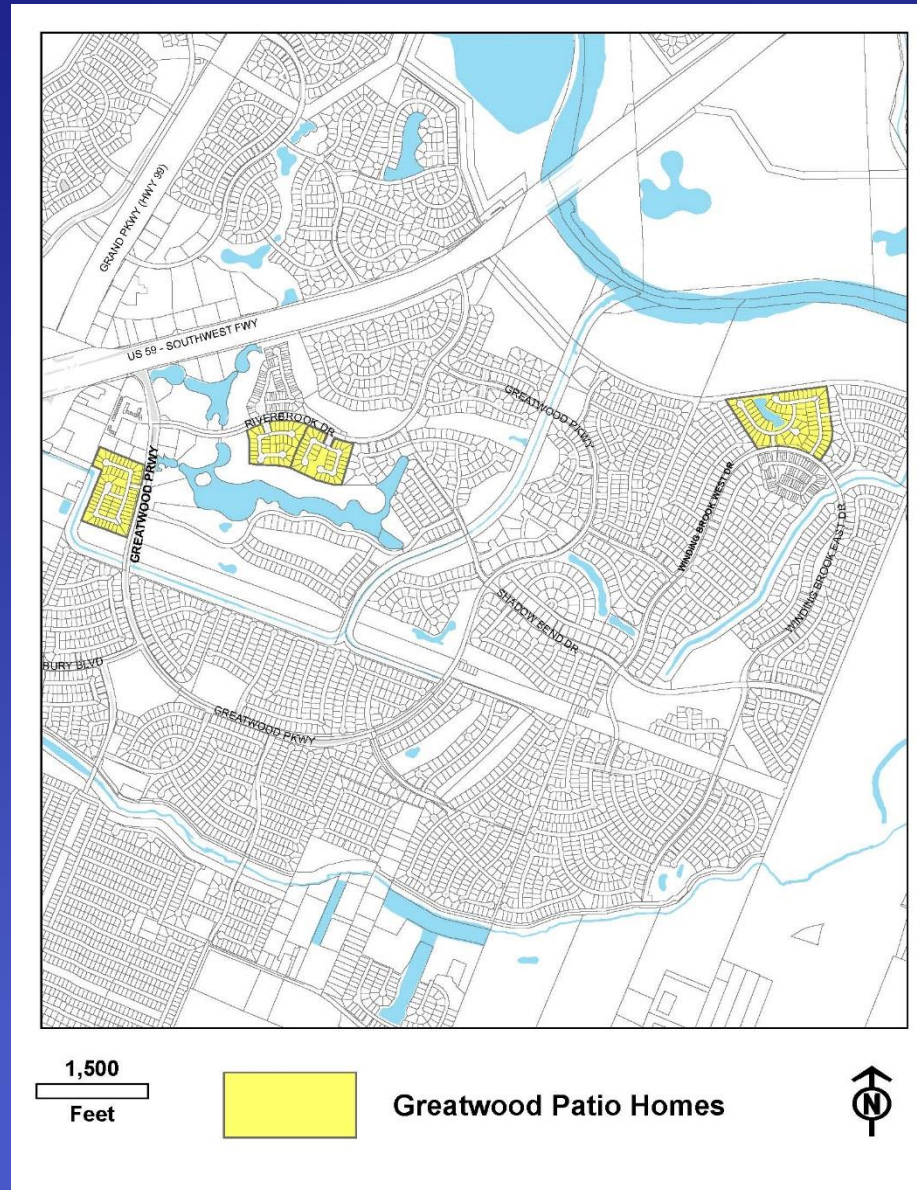 GRAND PKWY (HWY 99)
US 59 - SOUTHWEST FWY
GREATWOOD PKWY
RIVERBROOK DR
GREATWOOD PKWY
WINDING BROOK WEST DR
WINDING BROOK EAST DR
SHADOW BEND DR
BURY BLVD
GREATWOOD PKWY
1,500
Feet
Greatwood Patio Homes
N